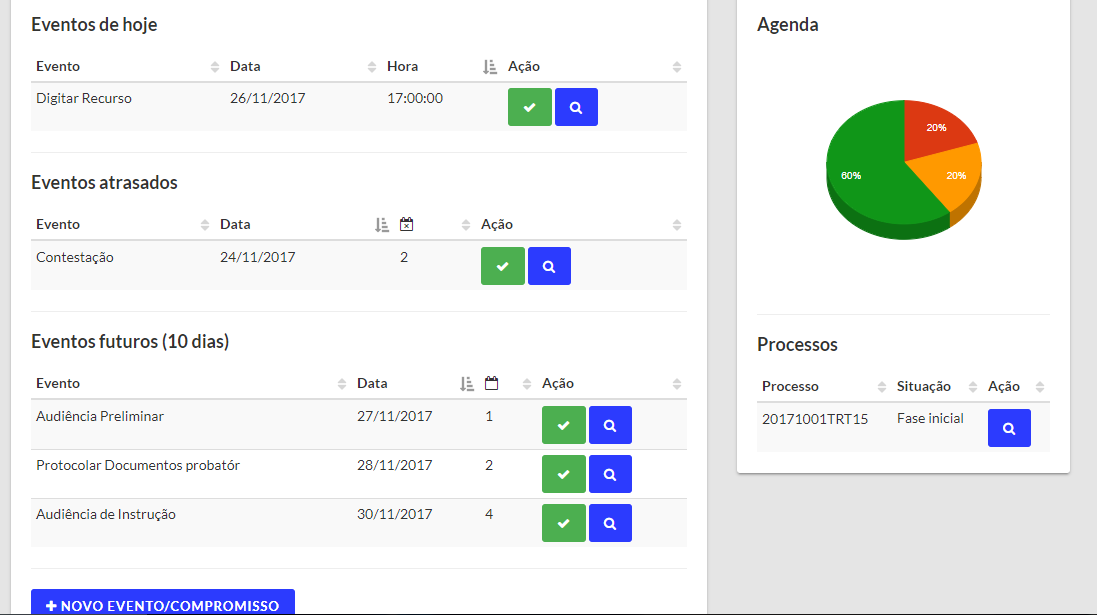 Eventos de hoje
Evento Data Hora Ação
Digitar Recurso 26/11/2017 17:00:00
Eventos atrasados
Evento Data Ação
Contestação 24/11/2017 2
Eventos futuros (10 dias)
Evento Data Ação
Audiência Preliminar 27/11/2017 1
Protocolar Documentos probatór 28/11/2017 2
Audiência de Instrução 30/11/2017 4
NOVO EVENTO/COMPROMISSO
Agenda
20%
20%
60%
Processos
Processo Situação Ação
20171001TRT15 Fase inicial